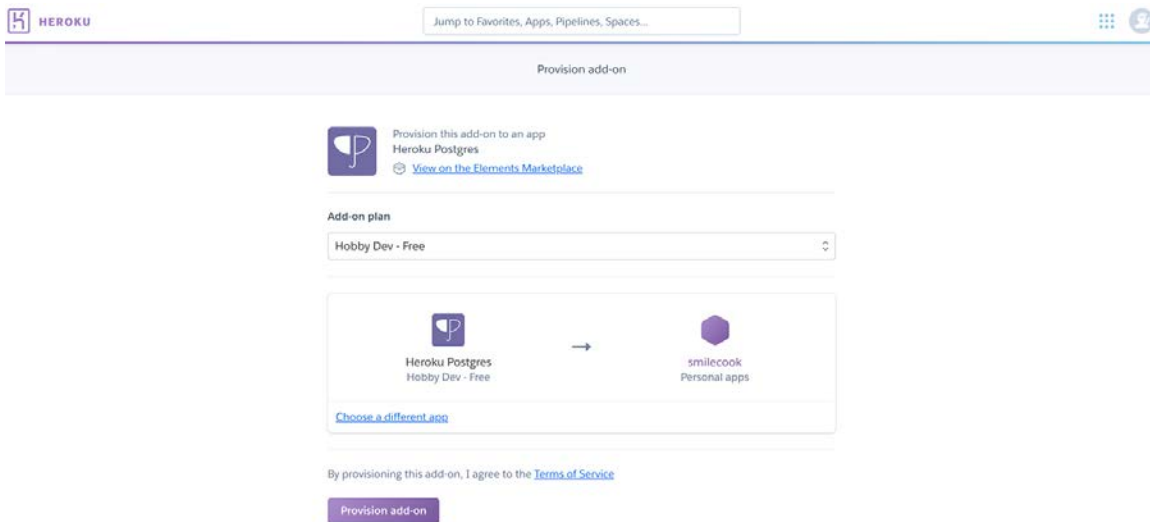 HEROKU
Jump to Favorites, Apps, Pipelines, Spaces...
Provision add-on
Provision this add-on to an app
Heroku Postgres
View on the Elements Marketplace
Add-on plan
Hobby Dev - Free
Heroku Postgres
Hobby Dev - Free
smilecook
Personal apps
Choose a different app
By provisioning this add-on, I agree to the Terms of Service
Provision add-on